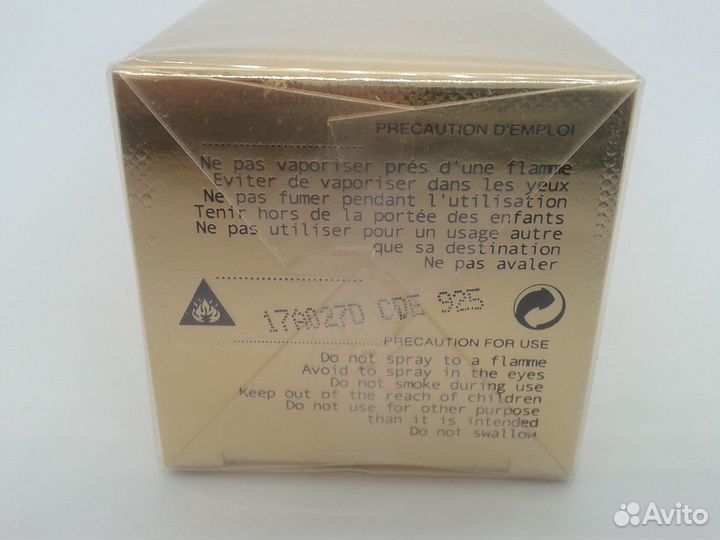 PRECAUTION D'EMPLOI
Ne pas vaporiser prés d'une flamme
Eviter de vaporiser dans les yeux
Ne pas fumer pendant l'utilisation
Tenir hors de la portée des enfants
Ne pas utiliser pour un usage autre
que sa destination
Ne pas avaler
17G027D CDE 925
PRECAUTION FOR USE
Do not spray to a flamme
Avoid to spray in the eyes
Do not smoke during use
Keep out of the reach of children
Do not use for other purpose
than it is intended
Do not swallow
Avito